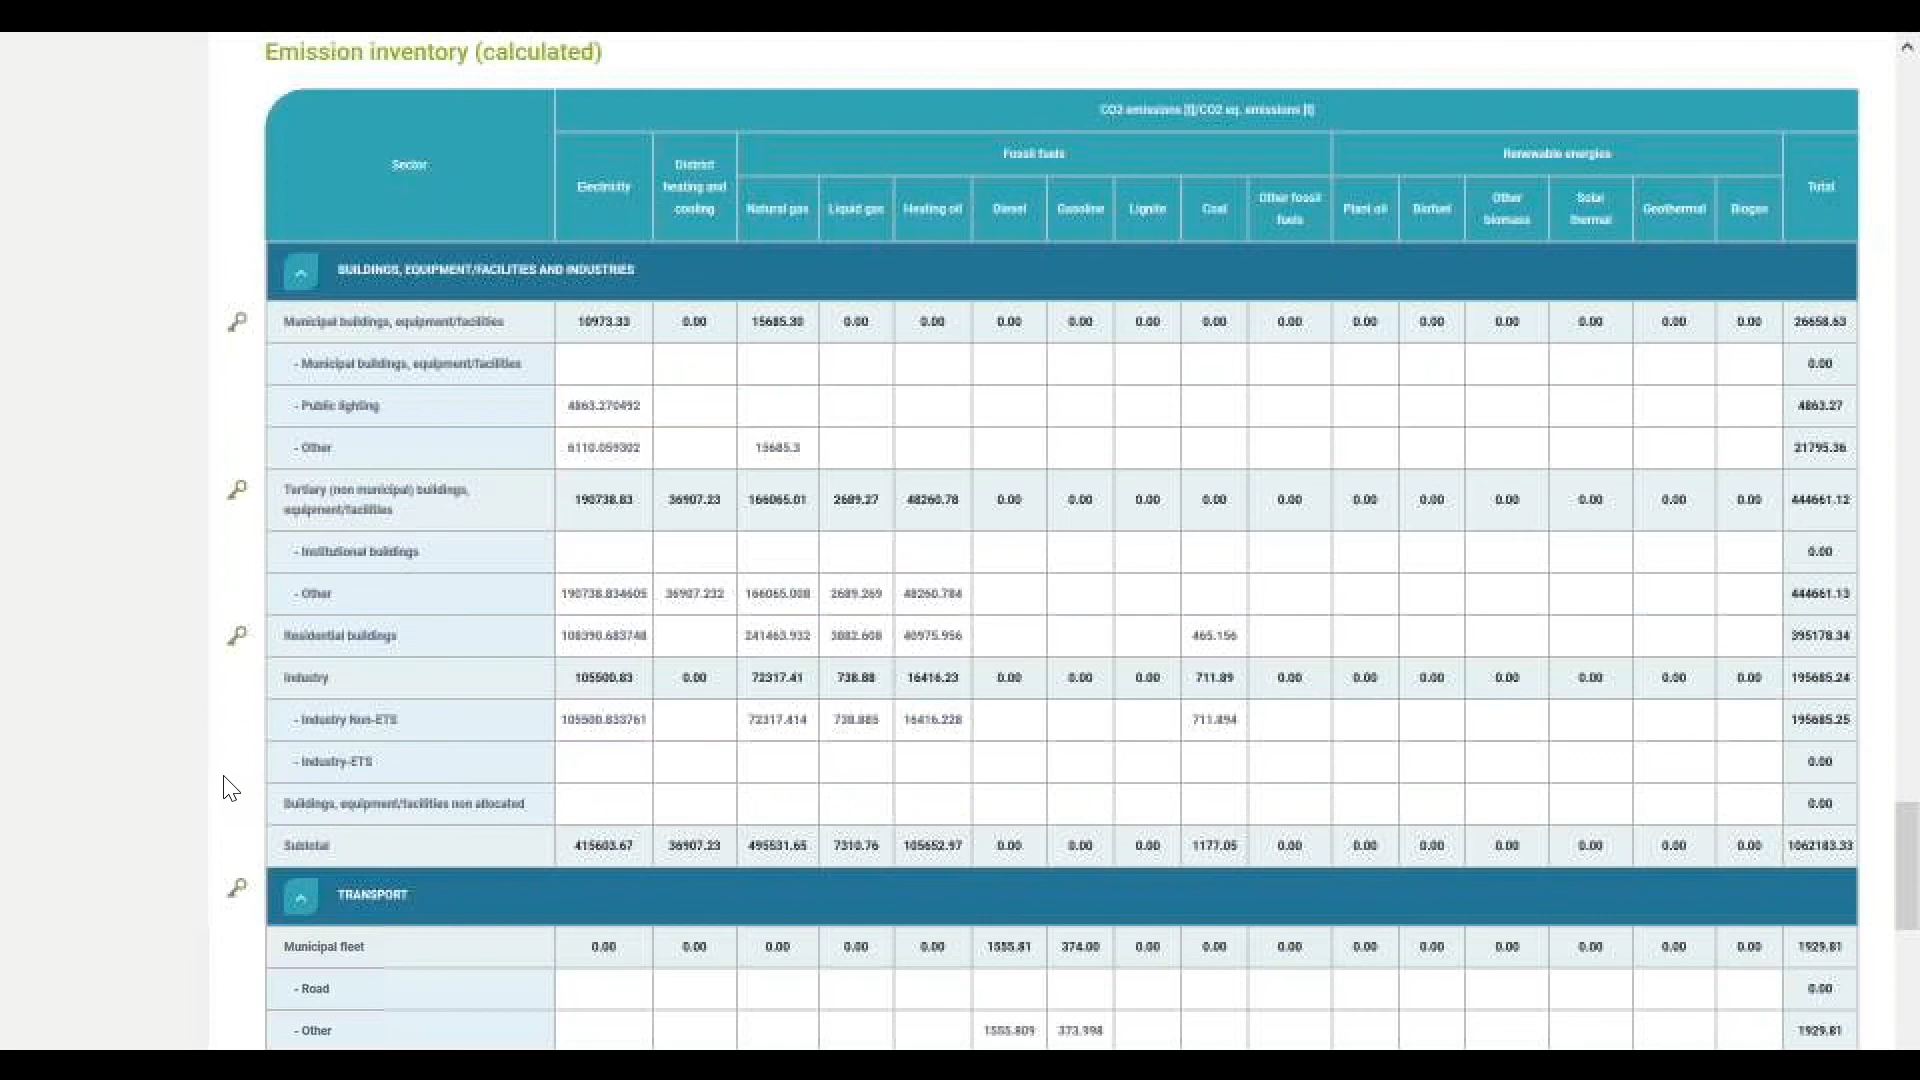 Emission inventory (calculated)
CO2 emissions [t]/CO2 eq. emissions [t]
Sector
Electricity
District heating and cooling
Fossil fuels
Renewable energies
Total
Natural gas
Liquid gas
Heating oil
Diesel
Gasoline
Lignite
Coal
Other fossil fuels
Plant oil
Biofuel
Other biomass
Solar thermal
Geothermal
Biogas
BUILDINGS, EQUIPMENT/FACILITIES AND INDUSTRIES
Municipal buildings, equipment/facilities 10973.33 0.00 15685.30 0.00 0.00 0.00 0.00 0.00 0.00 0.00 0.00 0.00 0.00 0.00 0.00 0.00 26658.63
- Municipal buildings, equipment/facilities 0.00
- Public lighting 4863.270492 4863.27
- Other 6110.059302 15685.3 21795.36
Tertiary (non municipal) buildings,
equipment/facilities 190738.83 36907.23 166065.01 2689.27 48260.78 0.00 0.00 0.00 0.00 0.00 0.00 0.00 0.00 0.00 0.00 0.00 444661.12
- Institutional buildings 0.00
- Other 190738.834605 36907.232 166065.008 2689.269 48260.784 444661.13
Residential buildings 108390.683748 241463.932 3882.608 40975.956 465.156 395178.34
Industry 105500.83 0.00 72317.41 738.88 16416.23 0.00 0.00 0.00 711.89 0.00 0.00 0.00 0.00 0.00 0.00 0.00 195685.24
- Industry Non-ETS 105500.833761 72317.414 738.885 16416.228 711.894 195685.25
- Industry-ETS 0.00
Buildings, equipment/facilities non allocated 0.00
Subtotal 415603.67 36907.23 495531.65 7310.76 105652.97 0.00 0.00 0.00 1177.05 0.00 0.00 0.00 0.00 0.00 0.00 0.00 1062183.33
TRANSPORT
Municipal fleet 0.00 0.00 0.00 0.00 0.00 1555.81 374.00 0.00 0.00 0.00 0.00 0.00 0.00 0.00 0.00 0.00 1929.81
- Road 0.00
- Other 1555.809 373.998 1929.81